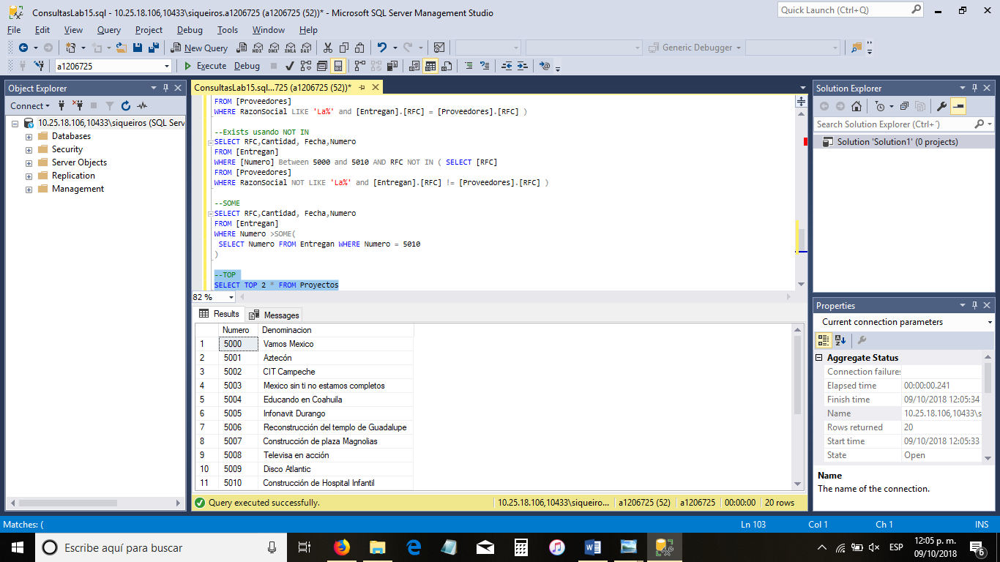 ConsultasLab15.sql - 10.25.18.106,10433\siqueiros.a1206725 (a1206725 (52))* - Microsoft SQL Server Management Studio
Quick Launch (Ctrl+Q)
File Edit View Query Project Debug Tools Window Help
New Query
MDX DMX XMLA DAX
Generic Debugger
a1206725
Execute Debug
Object Explorer
Connect
10.25.18.106,10433\siqueiros (SQL Serv
Databases
Security
Server Objects
Replication
Management
ConsultasLab15.sql...725 (a1206725 (52))*
FROM [Proveedores]
WHERE RazonSocial LIKE 'La%' and [Entregan].[RFC] = [Proveedores].[RFC] )
--Exists usando NOT IN
SELECT RFC,Cantidad, Fecha,Numero
FROM [Entregan]
WHERE [Numero] Between 5000 and 5010 AND RFC NOT IN ( SELECT [RFC]
FROM [Proveedores]
WHERE RazonSocial NOT LIKE 'La%' and [Entregan].[RFC] != [Proveedores].[RFC] )
--SOME
SELECT RFC,Cantidad, Fecha,Numero
FROM [Entregan]
WHERE Numero >SOME(
SELECT Numero FROM Entregan WHERE Numero = 5010
)
--TOP
SELECT TOP 2 * FROM Proyectos
82 %
Results Messages
Numero Denominacion
1 5000 Vamos Mexico
2 5001 Aztecón
3 5002 CIT Campeche
4 5003 Mexico sin ti no estamos completos
5 5004 Educando en Coahuila
6 5005 Infonavit Durango
7 5006 Reconstrucción del templo de Guadalupe
8 5007 Construcción de plaza Magnolias
9 5008 Televisa en acción
10 5009 Disco Atlantic
11 5010 Construcción de Hospital Infantil
Query executed successfully.
10.25.18.106,10433\siqueiro... a1206725 (52) a1206725 00:00:00 20 rows
Solution Explorer
Search Solution Explorer (Ctrl+´)
Solution 'Solution1' (0 projects)
Properties
Current connection parameters
Aggregate Status
Connection failures
Elapsed time 00:00:00.241
Finish time 09/10/2018 12:05:34
Name 10.25.18.106,10433\s
Rows returned 20
Start time 09/10/2018 12:05:33
State Open
Name
The name of the connection.
Matches: (
Ln 103 Col 1 Ch 1 INS
Escribe aquí para buscar
ESP
12:05 p. m.
09/10/2018
6